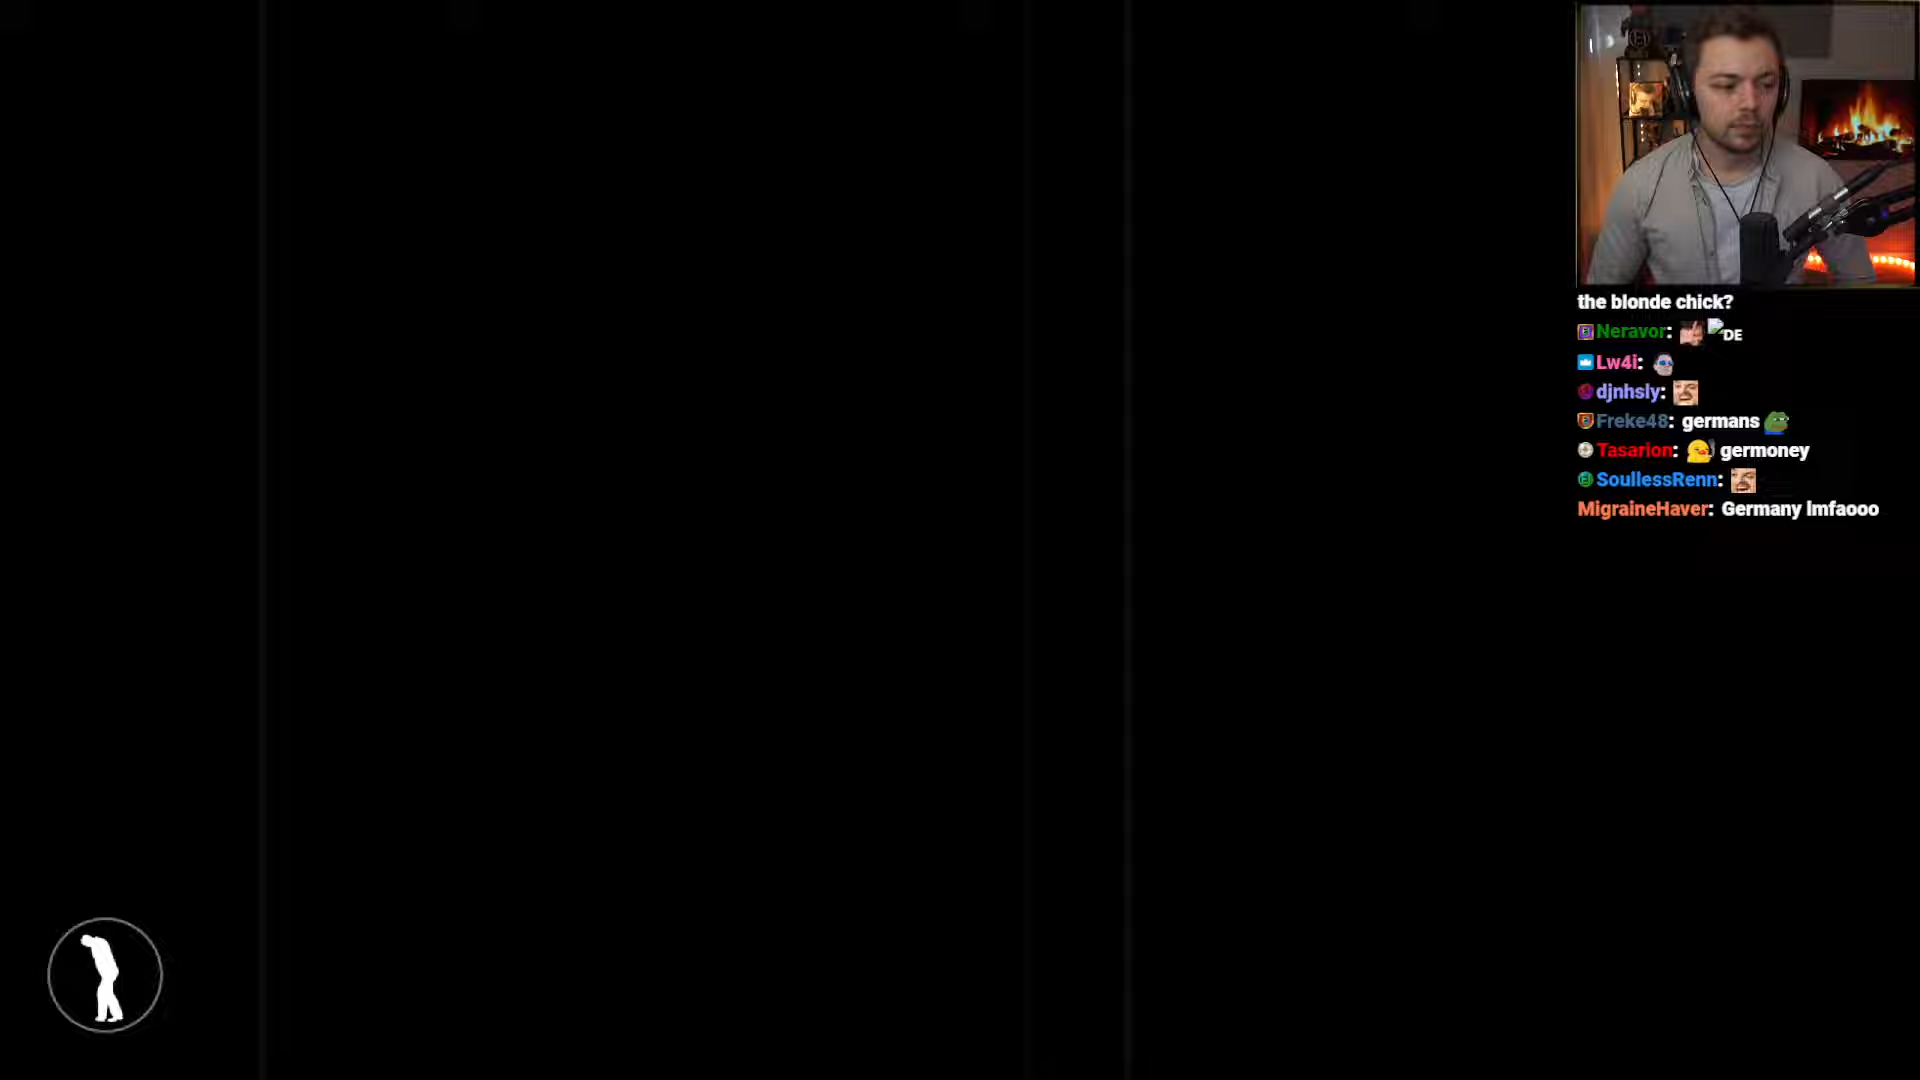 the blonde chick?
Neravor: DE
Lw4i:
djnhsly:
Freke48: germans
Tasarion: germoney
SoullessRenn:
MigraineHaver: Germany lmfaooo